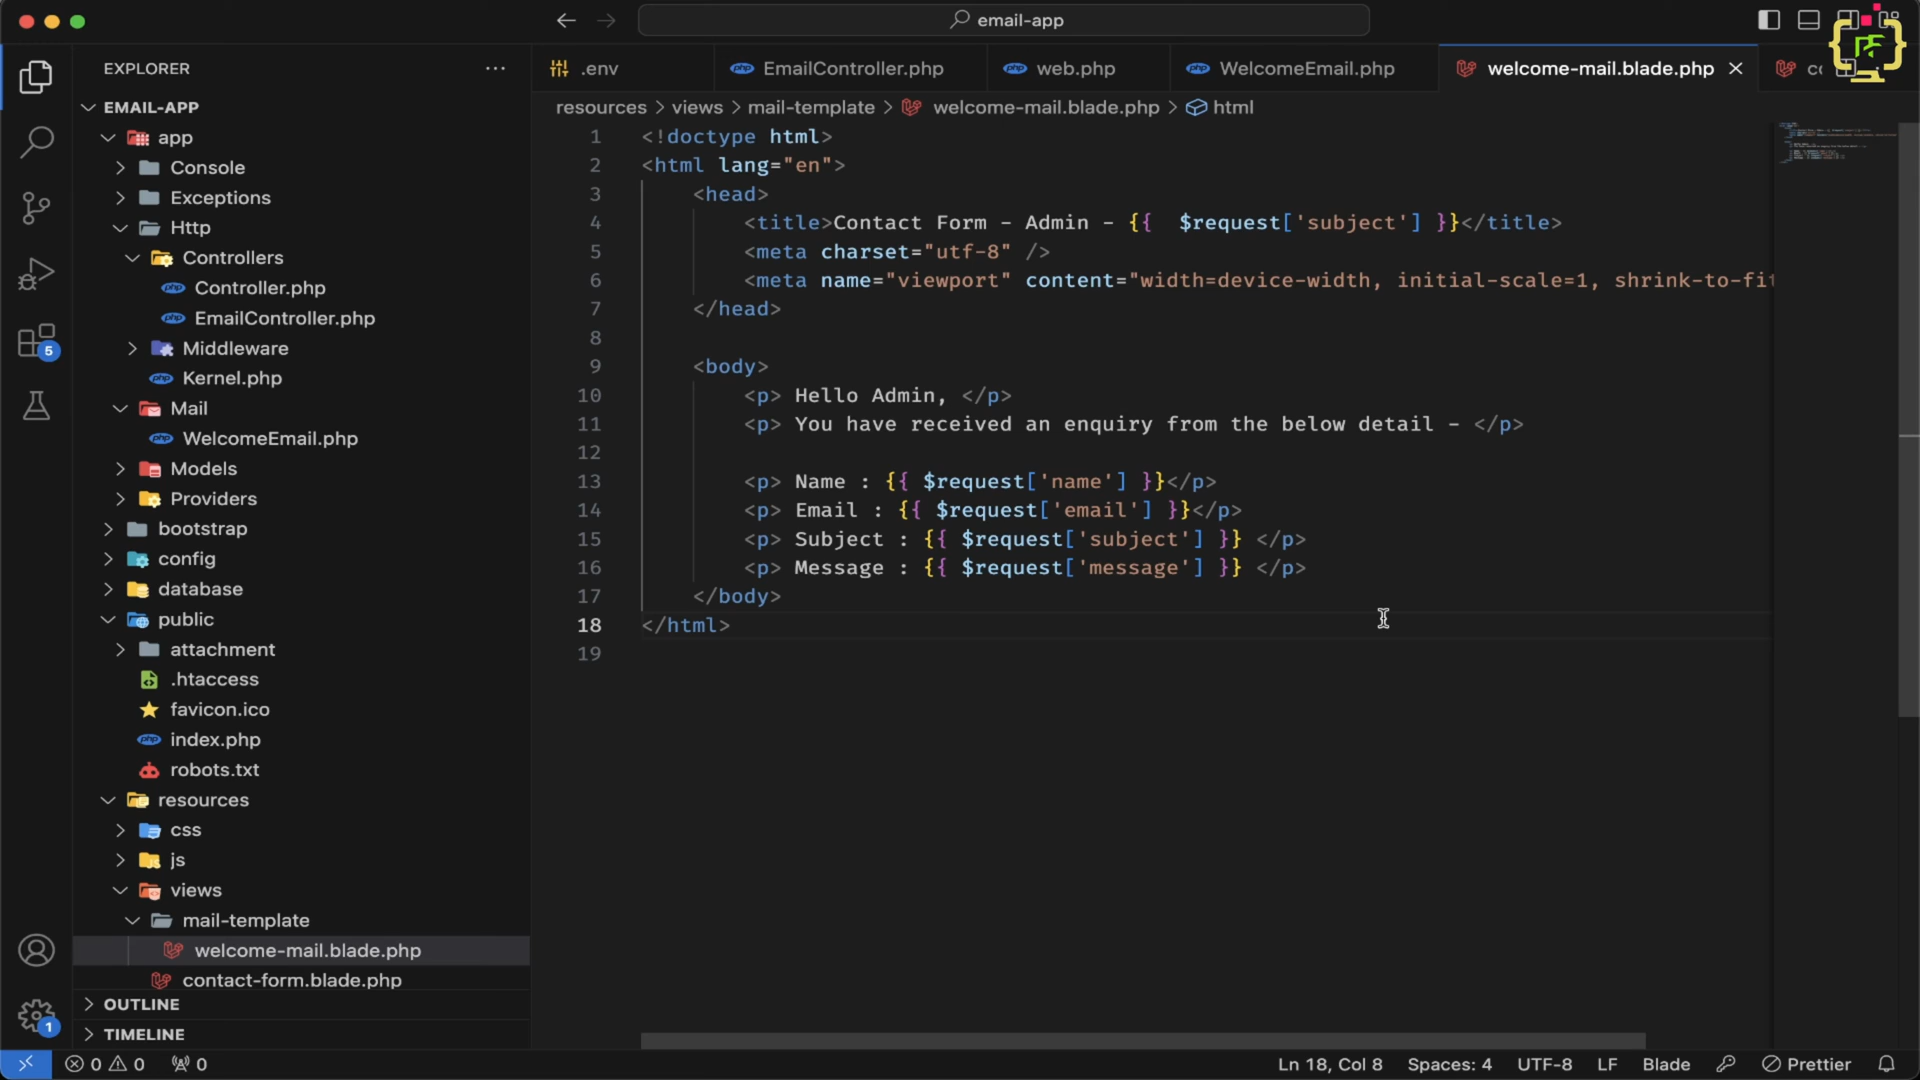 email-app
EXPLORER
EMAIL-APP
app
Console
Exceptions
Http
Controllers
Controller.php
EmailController.php
Middleware
Kernel.php
Mail
WelcomeEmail.php
Models
Providers
bootstrap
config
database
public
attachment
.htaccess
favicon.ico
index.php
robots.txt
resources
css
js
views
mail-template
welcome-mail.blade.php
contact-form.blade.php
OUTLINE
TIMELINE
5
1
.env
EmailController.php
web.php
WelcomeEmail.php
welcome-mail.blade.php
resources > views > mail-template > welcome-mail.blade.php > html
1 <!doctype html>
2 <html lang="en">
3 <head>
4 <title>Contact Form - Admin - {{  $request['subject'] }}</title>
5 <meta charset="utf-8" />
6 <meta name="viewport" content="width=device-width, initial-scale=1, shrink-to-fit
7 </head>
8
9 <body>
10 <p> Hello Admin, </p>
11 <p> You have received an enquiry from the below detail - </p>
12
13 <p> Name : {{ $request['name'] }}</p>
14 <p> Email : {{ $request['email'] }}</p>
15 <p> Subject : {{ $request['subject'] }} </p>
16 <p> Message : {{ $request['message'] }} </p>
17 </body>
18 </html>
19
0 0 0
Ln 18, Col 8 Spaces: 4 UTF-8 LF Blade Prettier